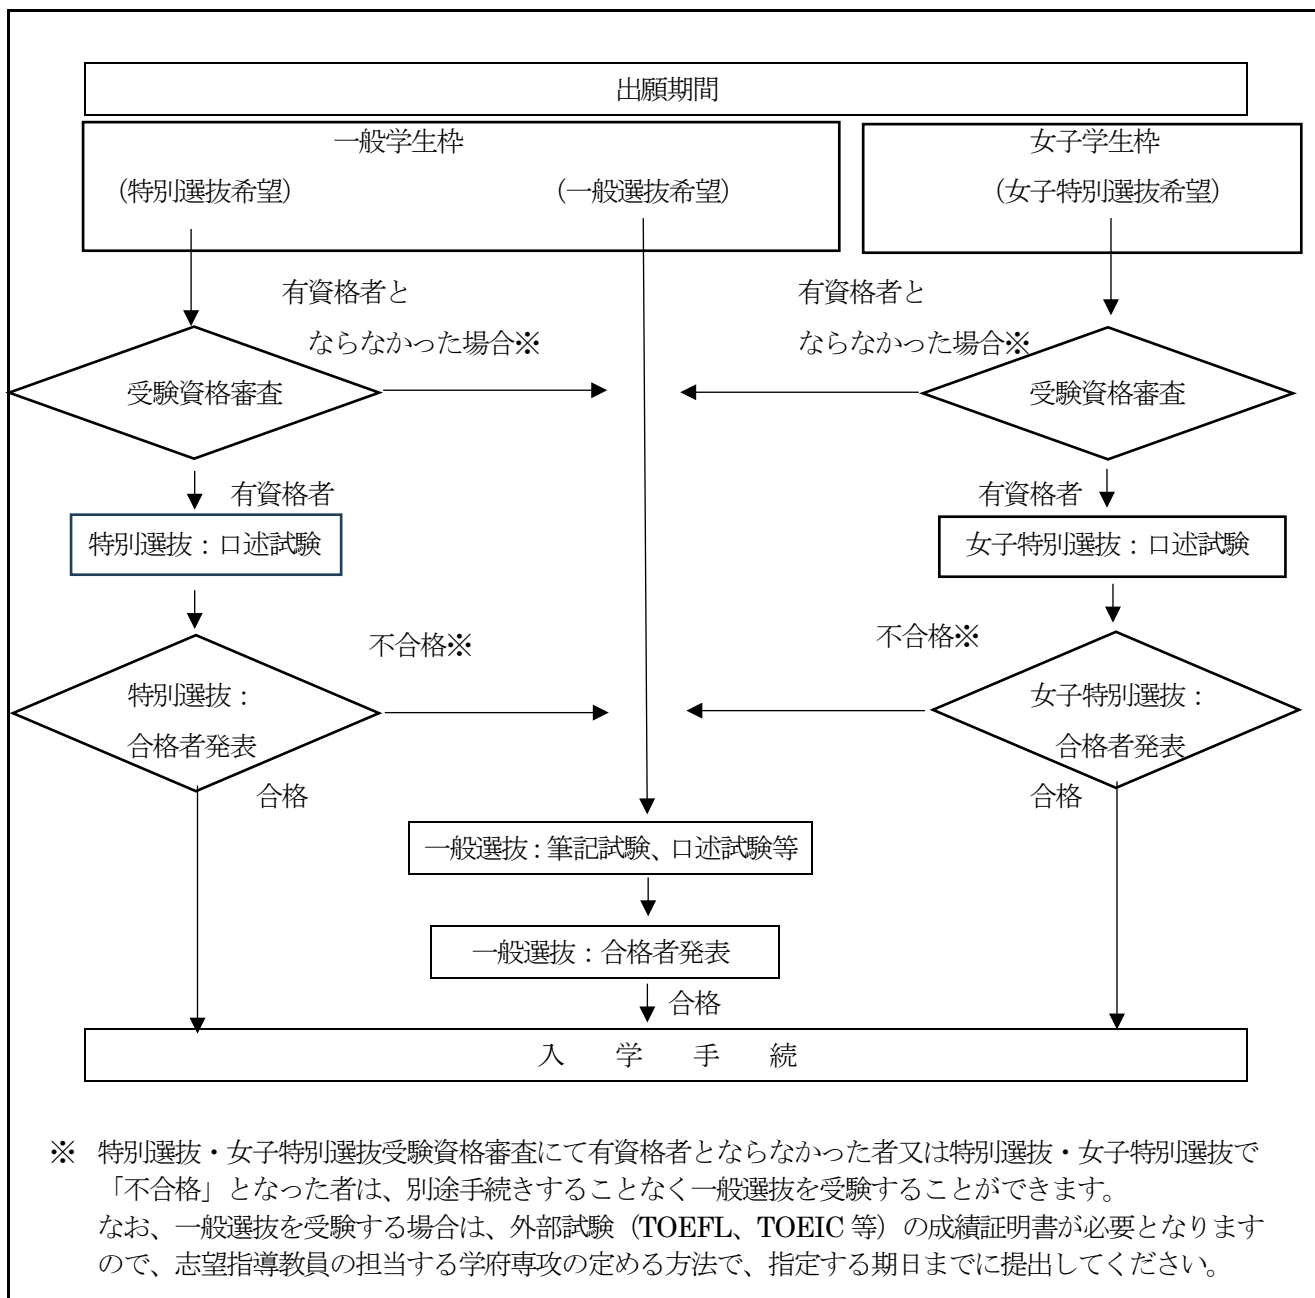 出願期間
一般学生枠
女子学生枠
（特別選抜希望）
（一般選抜希望）
（女子特別選抜希望）
有資格者と
ならなかった場合※
有資格者と
ならなかった場合※
受験資格審査
受験資格審査
有資格者
有資格者
特別選抜：口述試験
女子特別選抜：口述試験
不合格※
不合格※
特別選抜：
合格者発表
女子特別選抜：
合格者発表
合格
合格
一般選抜：筆記試験、口述試験等
一般選抜：合格者発表
合格
入　学　手　続
※　特別選抜・女子特別選抜受験資格審査にて有資格者とならなかった者又は特別選抜・女子特別選抜で
「不合格」となった者は、別途手続きすることなく一般選抜を受験することができます。
なお、一般選抜を受験する場合は、外部試験（TOEFL、TOEIC 等）の成績証明書が必要となります
ので、志望指導教員の担当する学府専攻の定める方法で、指定する期日までに提出してください。